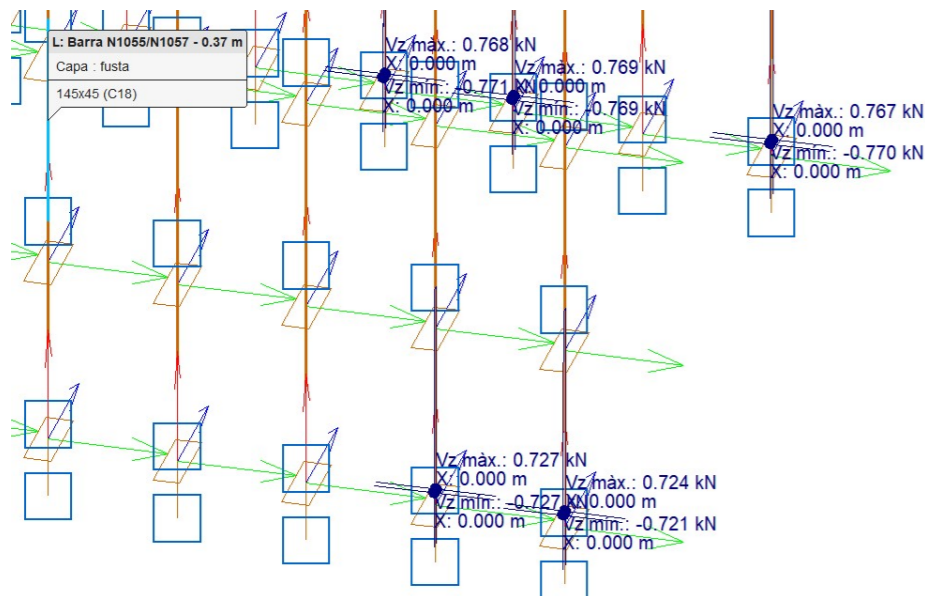 L: Barra N1055/N1057 - 0.37 m
Capa : fusta
145x45 (C18)
Vz màx.: 0.768 kN
X: 0.000 m
Vz mín.: -0.771 kN
X: 0.000 m
Vz màx.: 0.769 kN
X: 0.000 m
Vz mín.: -0.769 kN
X: 0.000 m
Vz màx.: 0.767 kN
X: 0.000 m
Vz mín.: -0.770 kN
X: 0.000 m
Vz màx.: 0.727 kN
X: 0.000 m
Vz mín.: -0.727 kN
X: 0.000 m
Vz màx.: 0.724 kN
X: 0.000 m
Vz mín.: -0.721 kN
X: 0.000 m